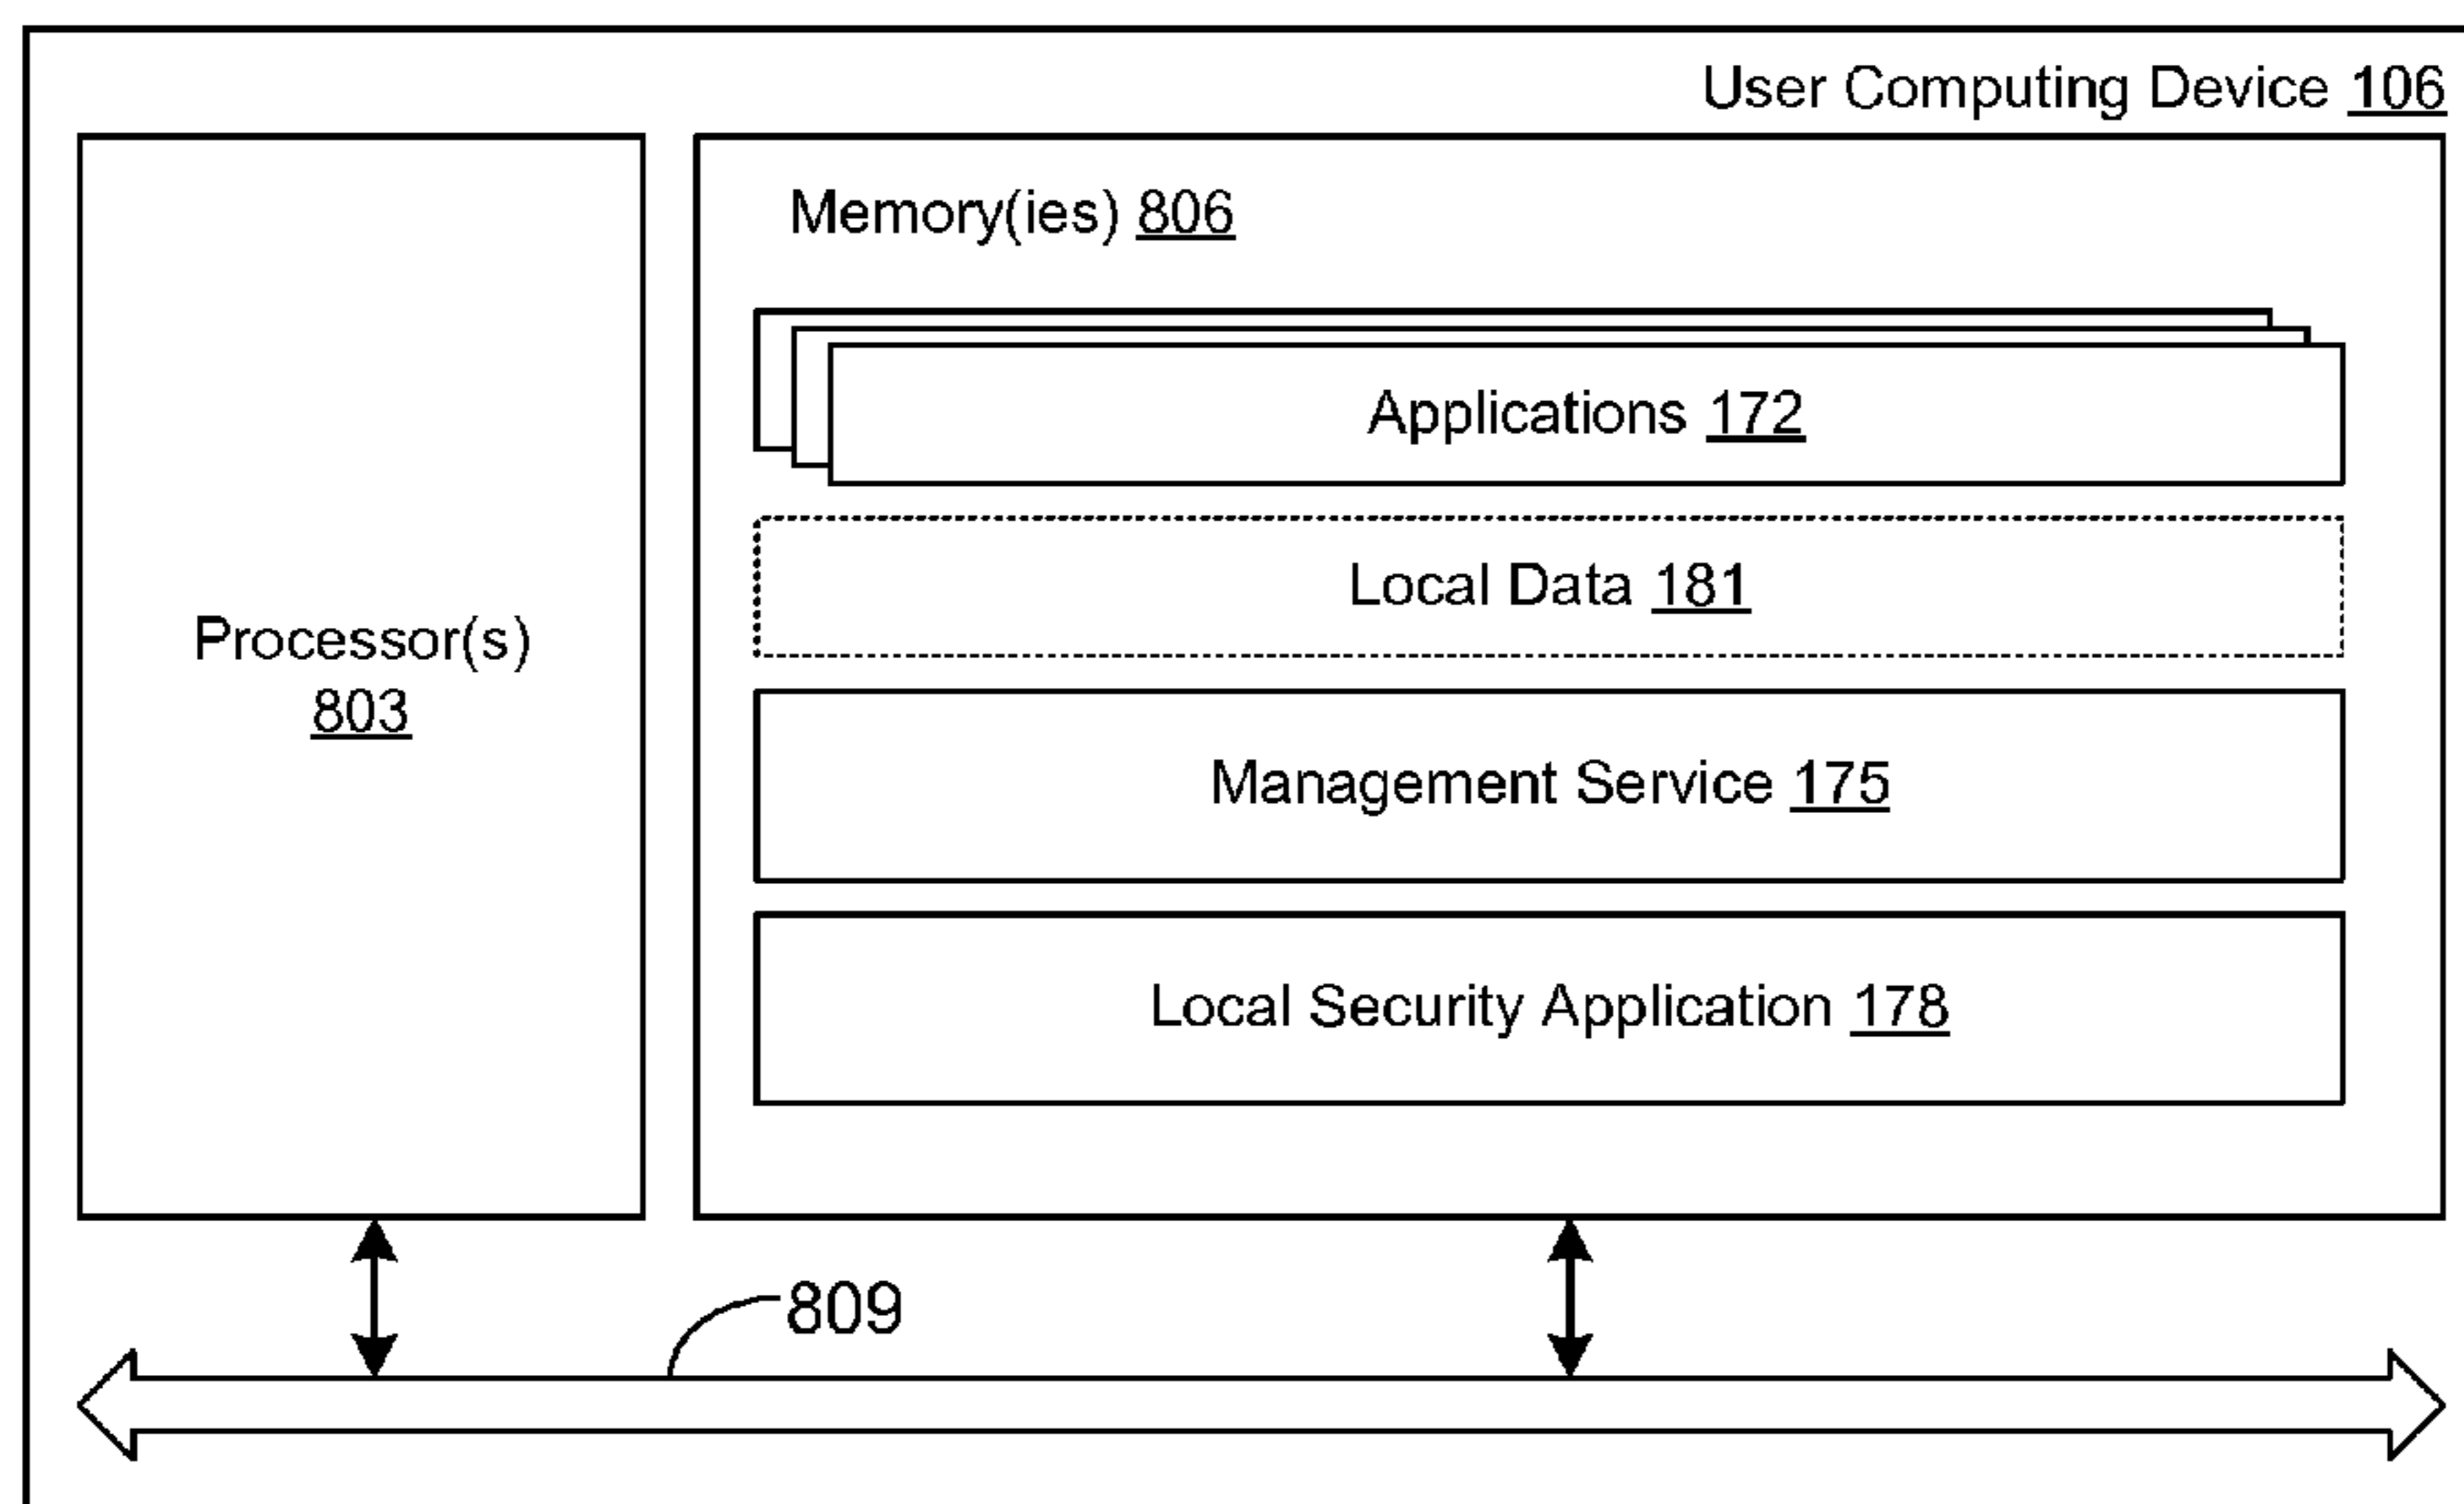 User Computing Device 106
Memory(ies) 806
Applications 172
Local Data 181
Processor(s)
803
Management Service 175
Local Security Application 178
809